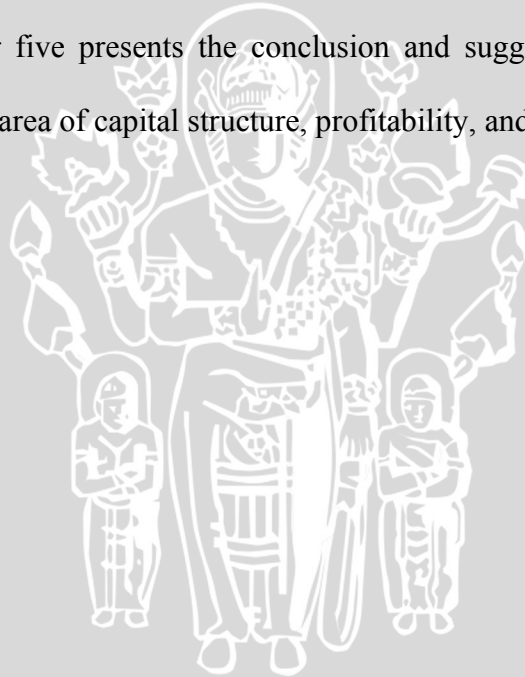 five presents the conclusion and sugg
area of capital structure, profitability, and